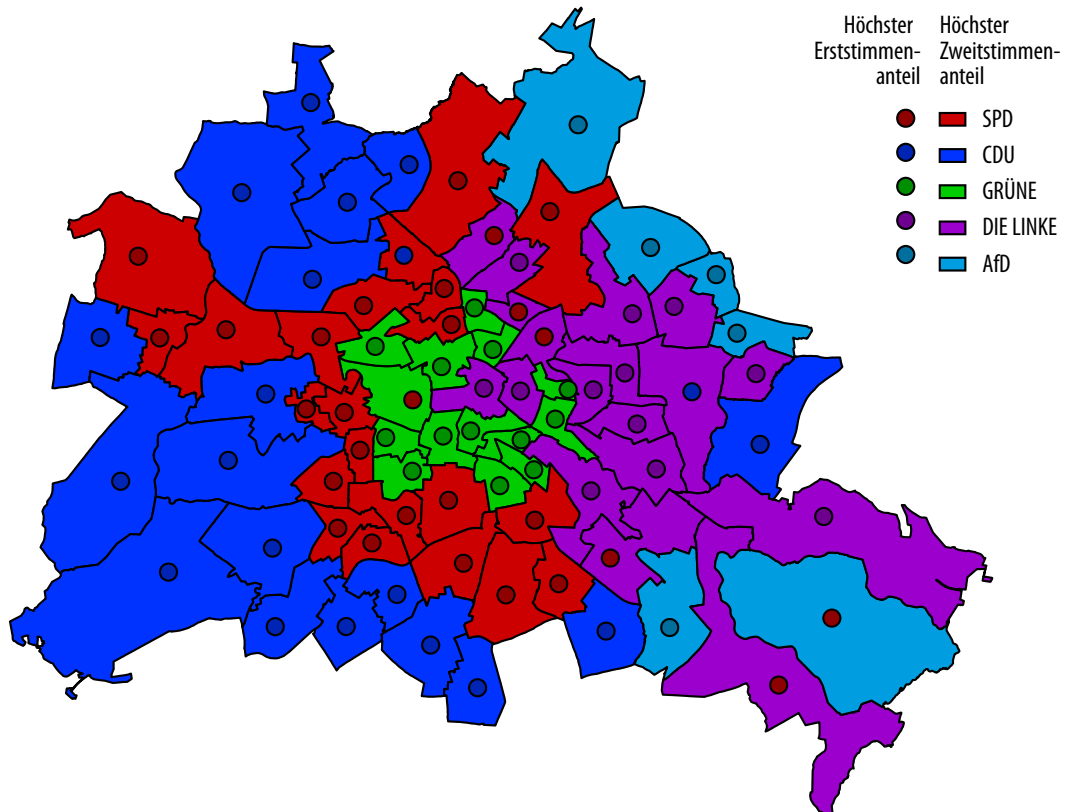 Höchster
Erststimmen-
anteil
Höchster
Zweitstimmen-
anteil
SPD
CDU
GRÜNE
DIE LINKE
AfD